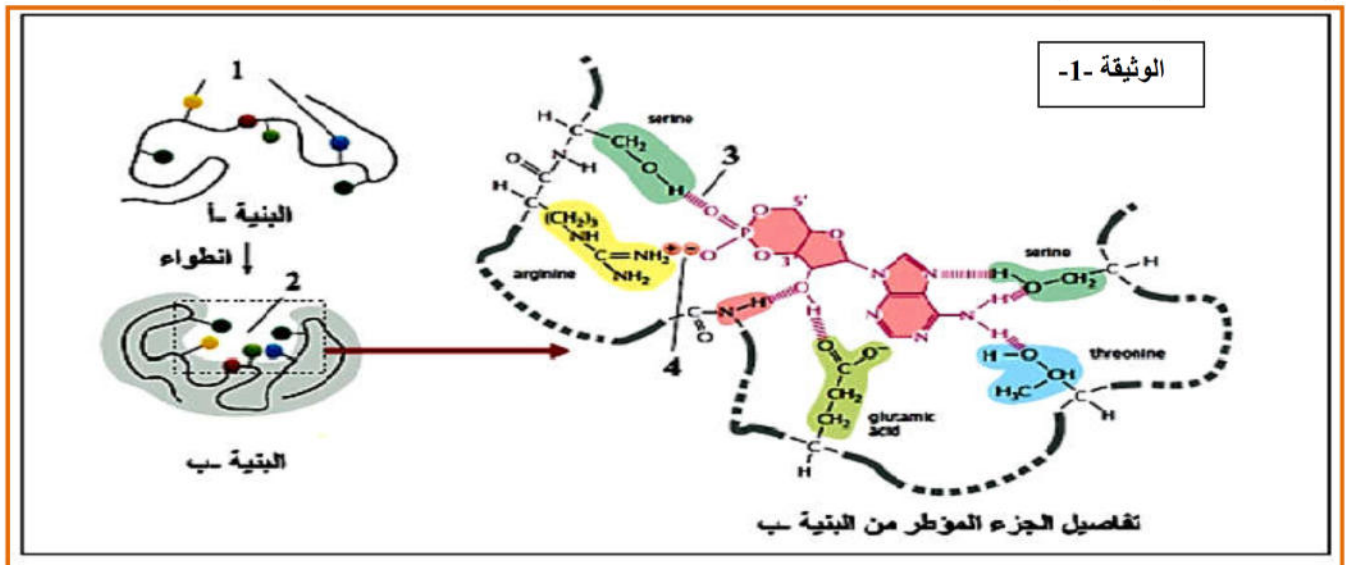 الوثيقة -1-
1
البنية -أ
انطواء
2
البنية -ب
serine
H
C
CH₂
O
N
H
O
C
H
3
H
O
C
H
(CH₂)₃
NH
C
NH₂
+
-
O
NH₂
arginine
P
O
O
O
5'
3'
O
N
N
N
N
N
H
H
H
O
CH₂
C
H
serine
H
O
CH
H₃C
C
H
threonine
C
O
N
H
O
H
O
C
O⁻
CH₂
CH₂
C
H
glutamic
acid
4
تفاصيل الجزء المؤطر من البنية -ب